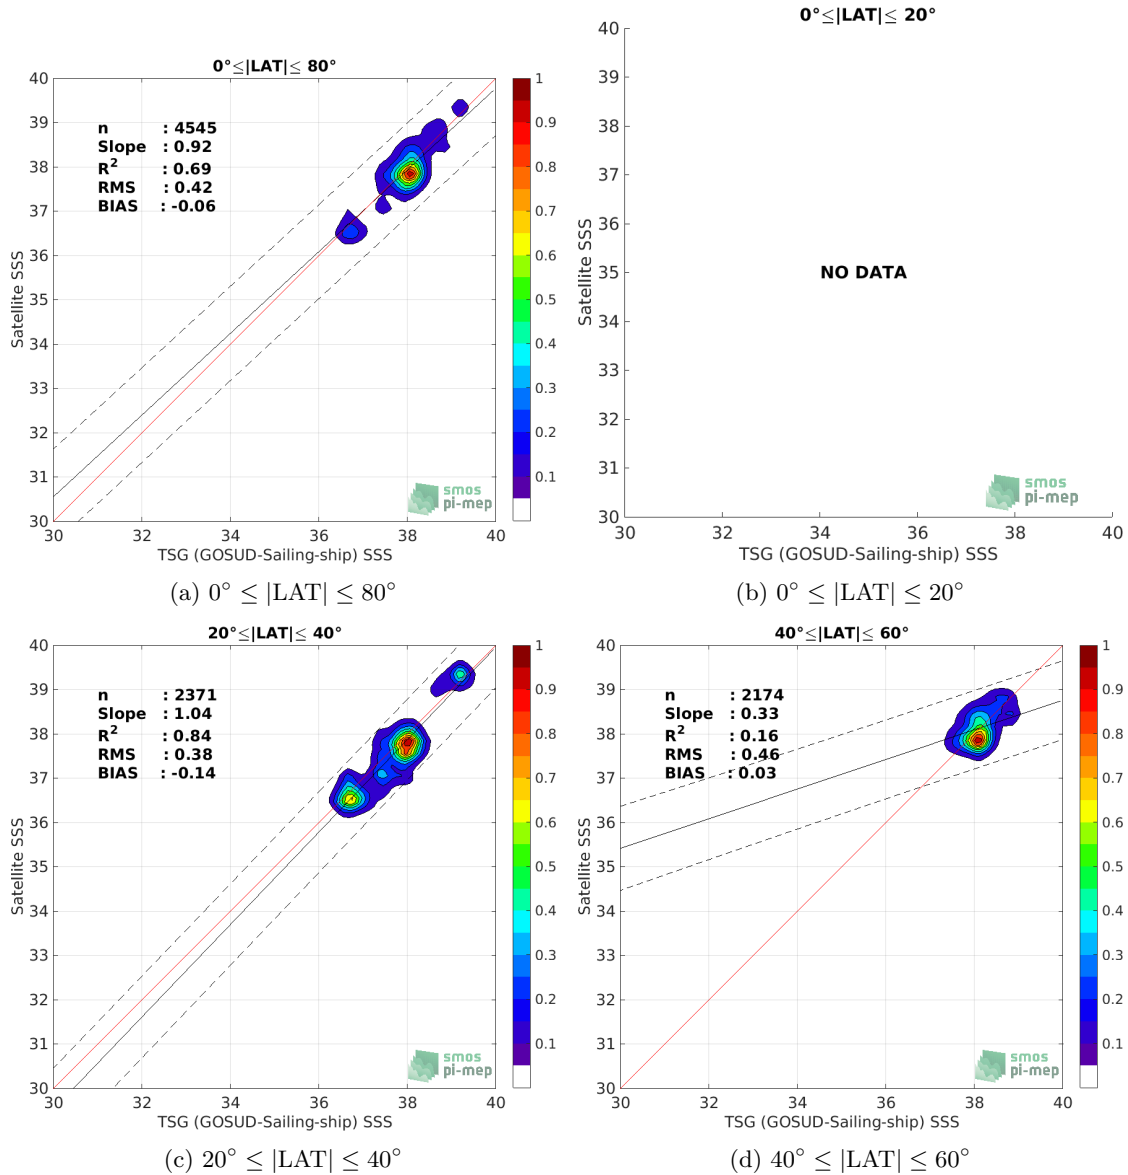 0°≤|LAT|≤ 80°
40
39
38
37
36
35
34
33
32
31
30
Satellite SSS
n : 4545
Slope : 0.92
R² : 0.69
RMS : 0.42
BIAS : -0.06
smos
pi-mep
30 32 34 36 38 40
TSG (GOSUD-Sailing-ship) SSS
1
0.9
0.8
0.7
0.6
0.5
0.4
0.3
0.2
0.1
(a) 0° ≤ |LAT| ≤ 80°
0°≤|LAT|≤ 20°
40
39
38
37
36
35
34
33
32
31
30
Satellite SSS
NO DATA
smos
pi-mep
30 32 34 36 38 40
TSG (GOSUD-Sailing-ship) SSS
(b) 0° ≤ |LAT| ≤ 20°
20°≤|LAT|≤ 40°
40
39
38
37
36
35
34
33
32
31
30
Satellite SSS
n : 2371
Slope : 1.04
R² : 0.84
RMS : 0.38
BIAS : -0.14
smos
pi-mep
30 32 34 36 38 40
TSG (GOSUD-Sailing-ship) SSS
1
0.9
0.8
0.7
0.6
0.5
0.4
0.3
0.2
0.1
(c) 20° ≤ |LAT| ≤ 40°
40°≤|LAT|≤ 60°
40
39
38
37
36
35
34
33
32
31
30
Satellite SSS
n : 2174
Slope : 0.33
R² : 0.16
RMS : 0.46
BIAS : 0.03
smos
pi-mep
30 32 34 36 38 40
TSG (GOSUD-Sailing-ship) SSS
1
0.9
0.8
0.7
0.6
0.5
0.4
0.3
0.2
0.1
(d) 40° ≤ |LAT| ≤ 60°